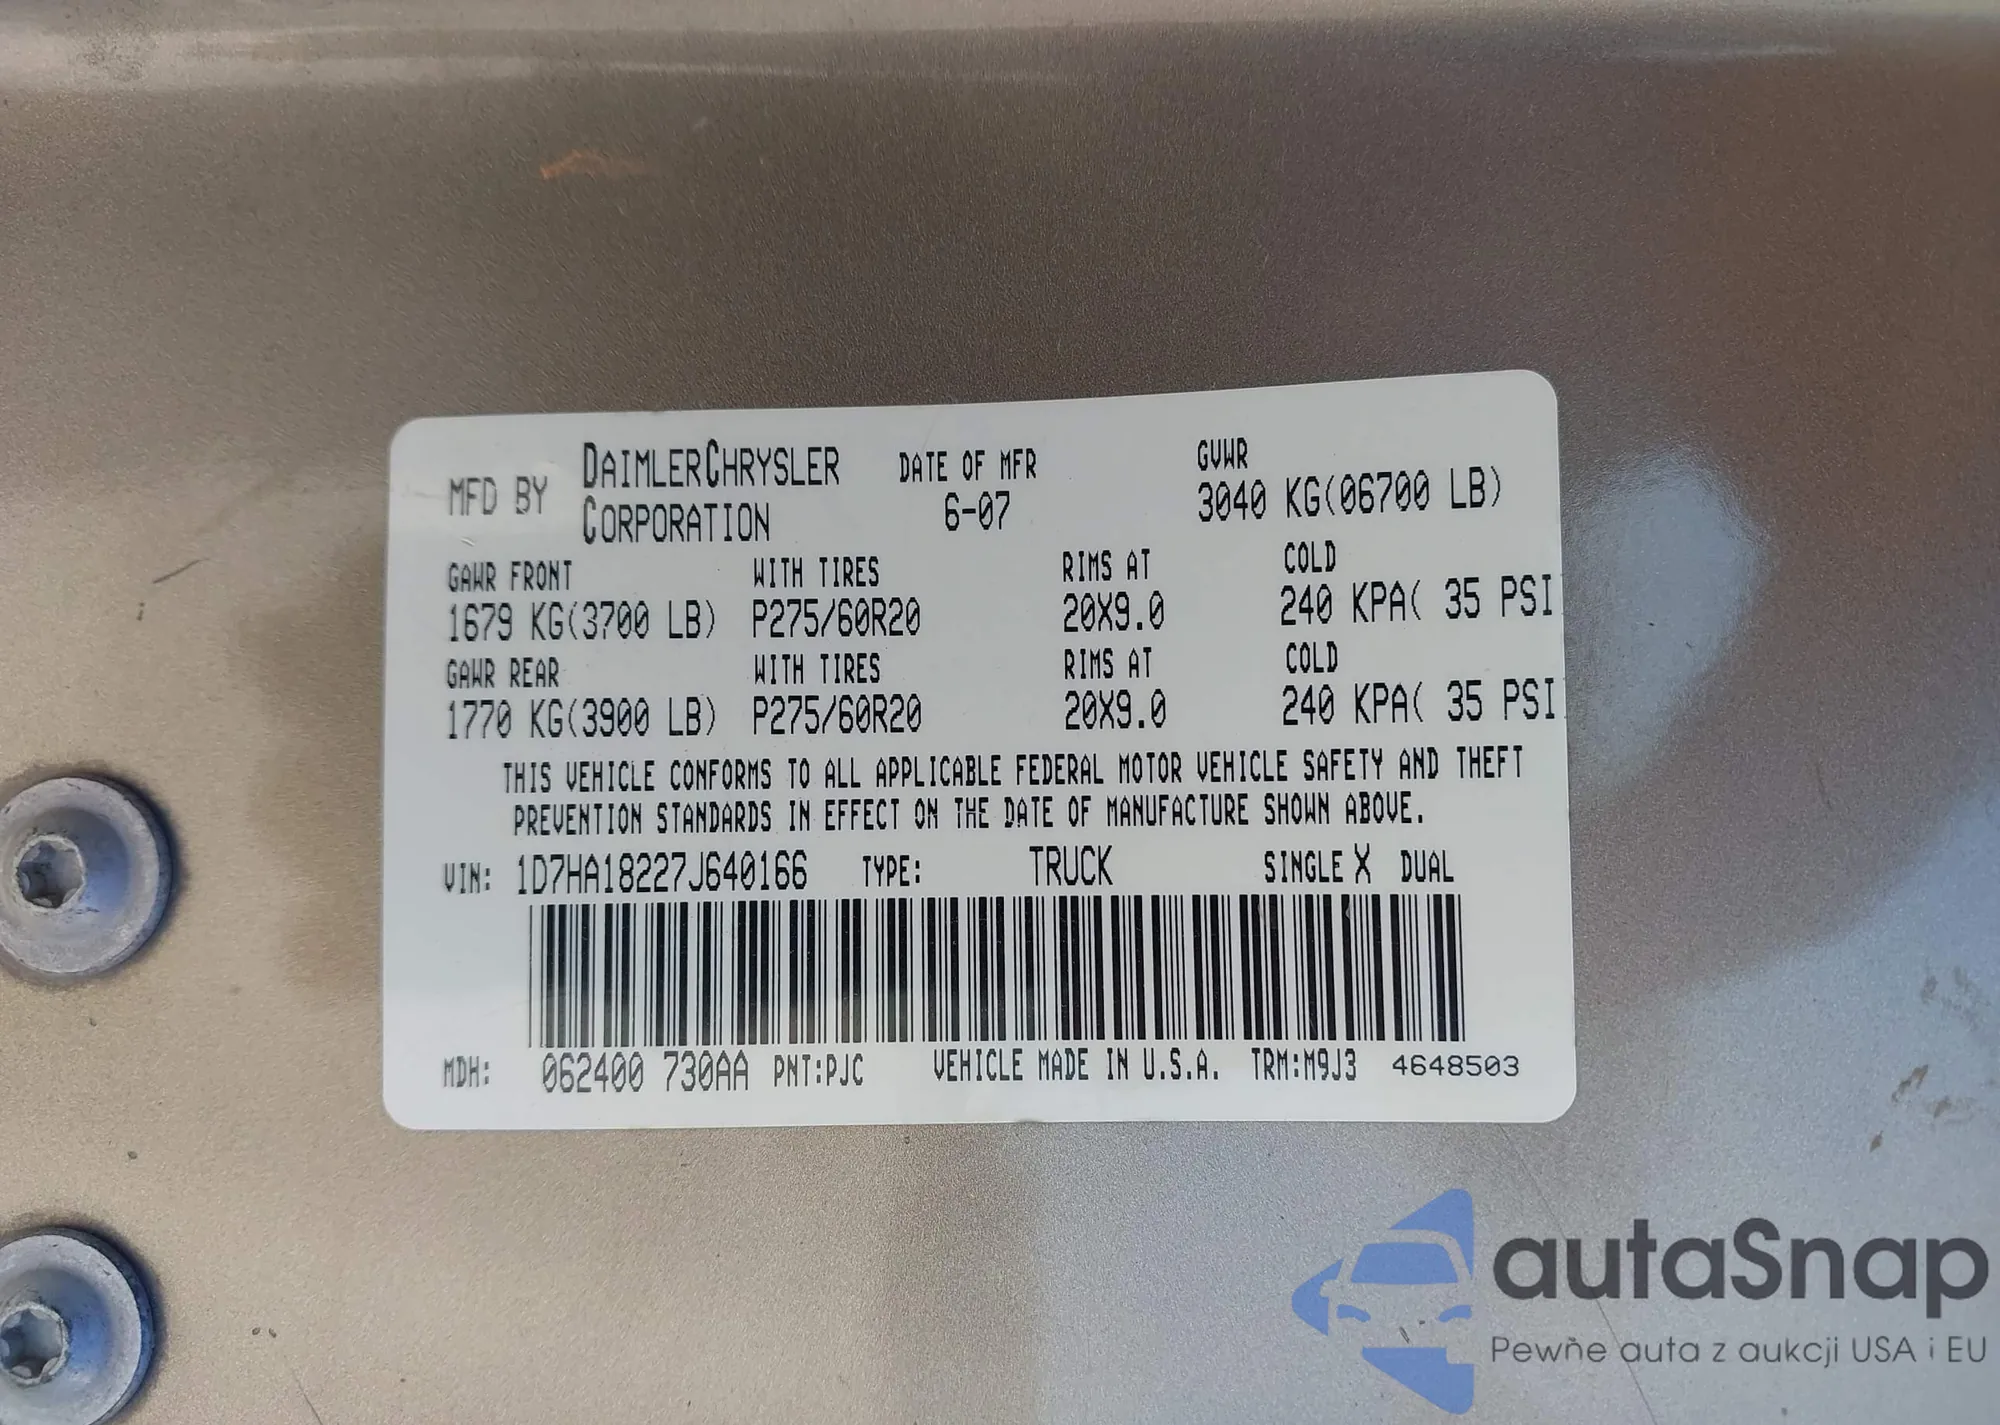 MFD BY DAIMLERCHRYSLER CORPORATION DATE OF MFR 6-07 GVWR 3040 KG(06700 LB)
GAWR FRONT WITH TIRES RIMS AT COLD
1679 KG(3700 LB) P275/60R20 20X9.0 240 KPA( 35 PSI
GAWR REAR WITH TIRES RIMS AT COLD
1770 KG(3900 LB) P275/60R20 20X9.0 240 KPA( 35 PSI
THIS VEHICLE CONFORMS TO ALL APPLICABLE FEDERAL MOTOR VEHICLE SAFETY AND THEFT
PREVENTION STANDARDS IN EFFECT ON THE DATE OF MANUFACTURE SHOWN ABOVE.
VIN: 1D7HA18227J640166 TYPE: TRUCK SINGLE X DUAL
MDH: 062400 730AA PNT:PJC VEHICLE MADE IN U.S.A. TRM:M9J3 4648503
autaSnap
Pewne auta z aukcji USA i EU